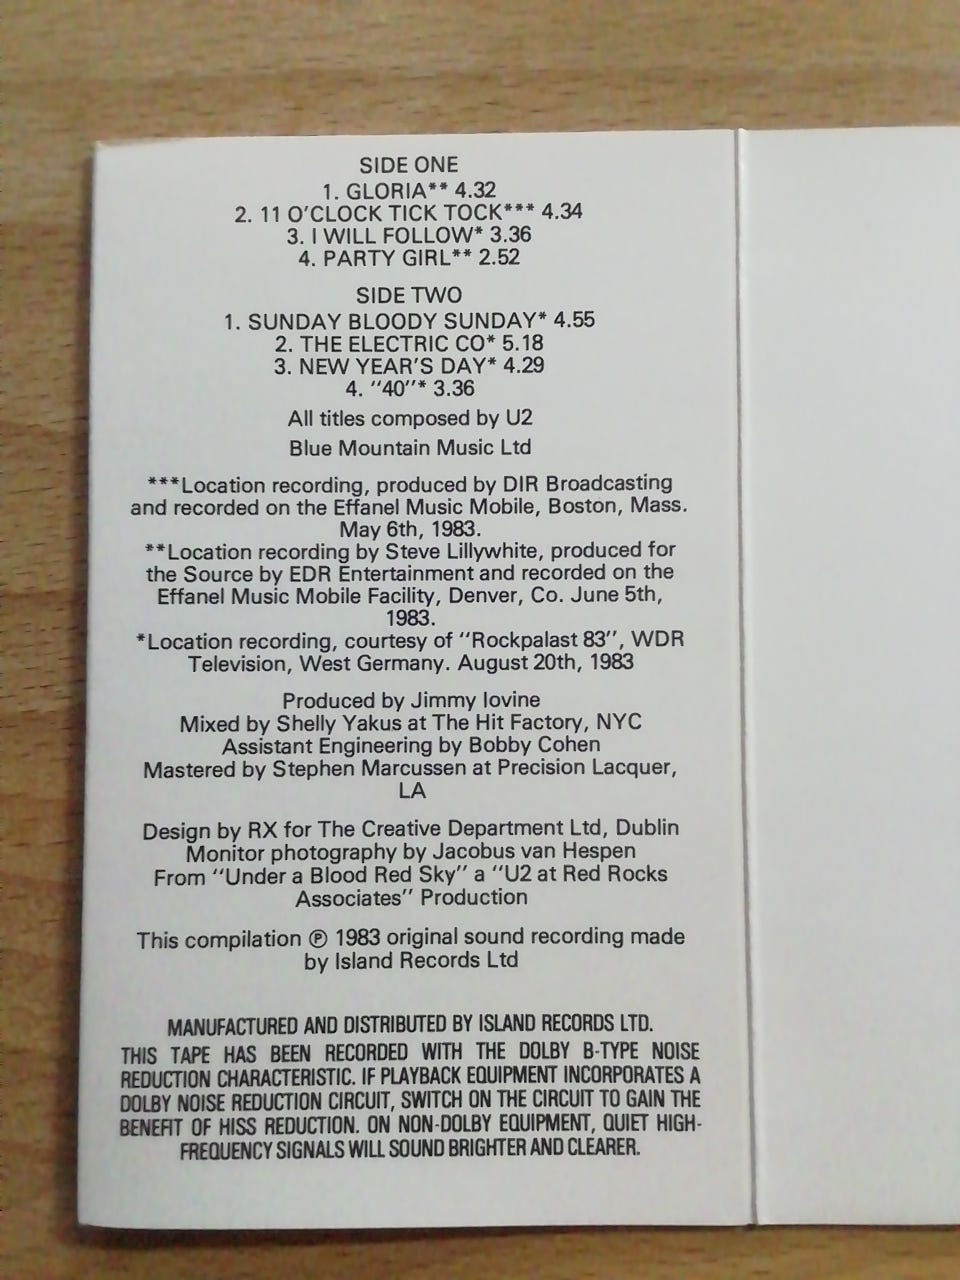 SIDE ONE
1. GLORIA** 4.32
2. 11 O'CLOCK TICK TOCK*** 4.34
3. I WILL FOLLOW* 3.36
4. PARTY GIRL** 2.52
SIDE TWO
1. SUNDAY BLOODY SUNDAY* 4.55
2. THE ELECTRIC CO* 5.18
3. NEW YEAR'S DAY* 4.29
4. "40"* 3.36
All titles composed by U2
Blue Mountain Music Ltd
***Location recording, produced by DIR Broadcasting
and recorded on the Effanel Music Mobile, Boston, Mass.
May 6th, 1983.
**Location recording by Steve Lillywhite, produced for
the Source by EDR Entertainment and recorded on the
Effanel Music Mobile Facility, Denver, Co. June 5th,
1983.
*Location recording, courtesy of "Rockpalast 83", WDR
Television, West Germany. August 20th, 1983
Produced by Jimmy Iovine
Mixed by Shelly Yakus at The Hit Factory, NYC
Assistant Engineering by Bobby Cohen
Mastered by Stephen Marcussen at Precision Lacquer,
LA
Design by RX for The Creative Department Ltd, Dublin
Monitor photography by Jacobus van Hespen
From "Under a Blood Red Sky" a "U2 at Red Rocks
Associates" Production
This compilation ℗ 1983 original sound recording made
by Island Records Ltd
MANUFACTURED AND DISTRIBUTED BY ISLAND RECORDS LTD.
THIS TAPE HAS BEEN RECORDED WITH THE DOLBY B-TYPE NOISE
REDUCTION CHARACTERISTIC. IF PLAYBACK EQUIPMENT INCORPORATES A
DOLBY NOISE REDUCTION CIRCUIT, SWITCH ON THE CIRCUIT TO GAIN THE
BENEFIT OF HISS REDUCTION. ON NON-DOLBY EQUIPMENT, QUIET HIGH-
FREQUENCY SIGNALS WILL SOUND BRIGHTER AND CLEARER.